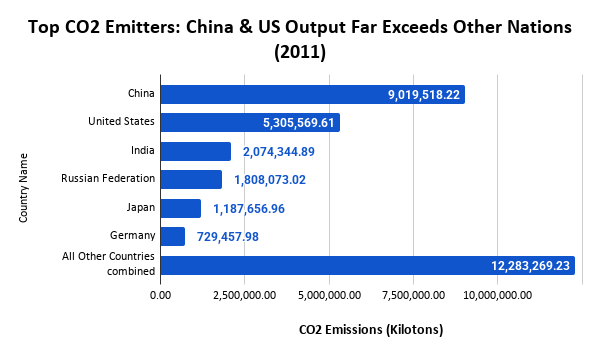 Top CO2 Emitters: China & US Output Far Exceeds Other Nations
(2011)
Country Name
China
9,019,518.22
United States
5,305,569.61
India
2,074,344.89
Russian Federation
1,808,073.02
Japan
1,187,656.96
Germany
729,457.98
All Other Countries
combined
12,283,269.23
0.00
2,500,000.00
5,000,000.00
7,500,000.00
10,000,000.00
CO2 Emissions (Kilotons)